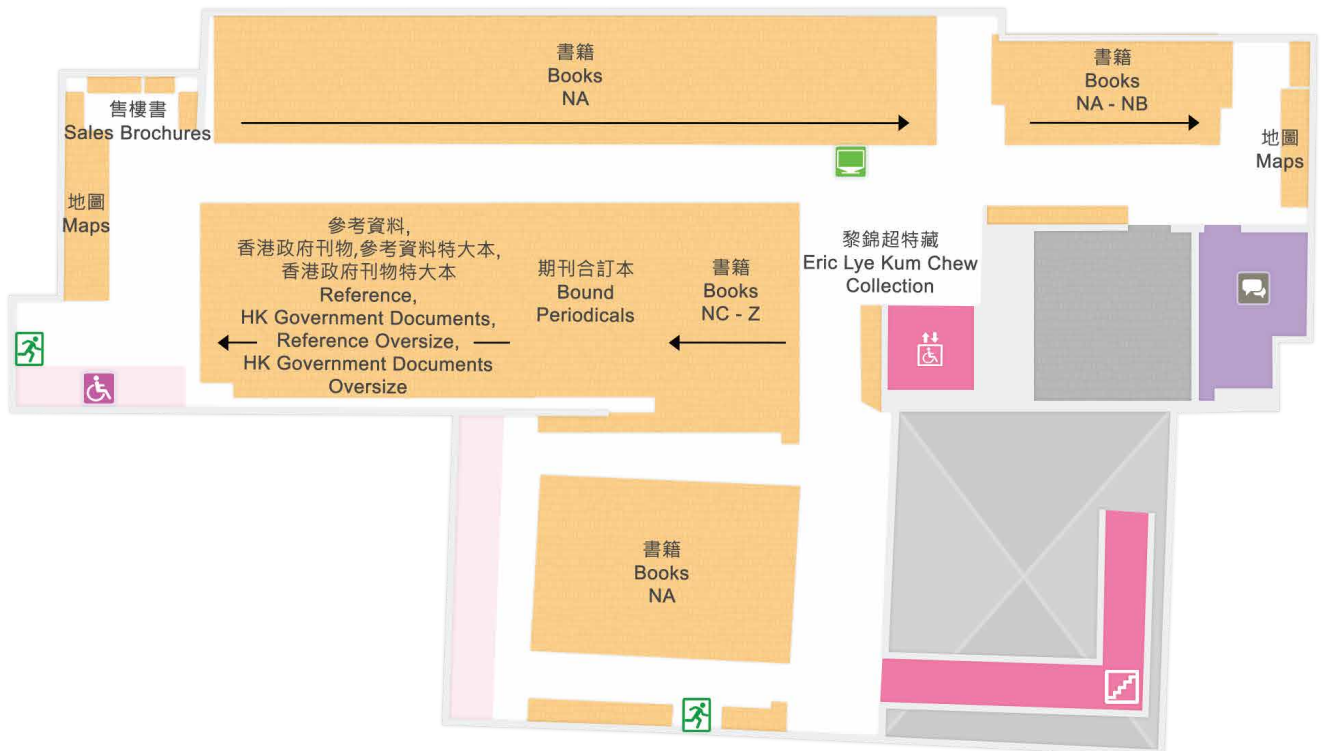 書籍
Books
NA
書籍
Books
NA - NB
售樓書
Sales Brochures
地圖
Maps
地圖
Maps
參考資料,
香港政府刊物,參考資料特大本,
香港政府刊物特大本
Reference,
HK Government Documents,
Reference Oversize,
HK Government Documents
Oversize
期刊合訂本
Bound
Periodicals
書籍
Books
NC - Z
黎錦超特藏
Eric Lye Kum Chew
Collection
書籍
Books
NA